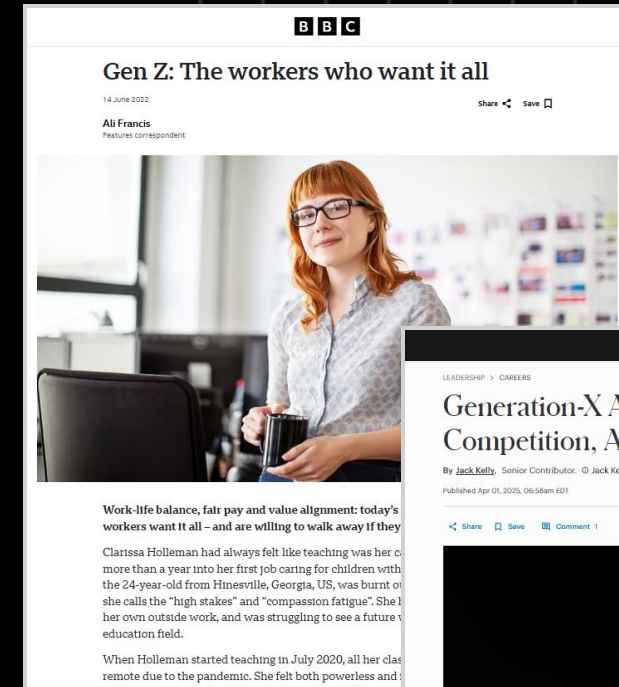 BBC
Gen Z: The workers who want it all
14 June 2022
Share Save
Ali Francis
Features correspondent
Work-life balance, fair pay and value alignment: today's
workers want it all – and are willing to walk away if they
Clarissa Holleman had always felt like teaching was her
more than a year into her first job caring for children with
the 24-year-old from Hinesville, Georgia, US, was burnt
she calls the "high stakes" and "compassion fatigue". She
her own outside work, and was struggling to see a future
education field.
When Holleman started teaching in July 2020, all her
remote due to the pandemic. She felt both powerless and
LEADERSHIP > CAREERS
Generation-X
Competition,
By Jack Kelly, Senior Contributor. Ⓘ Jack
Published Apr 01, 2025, 06:58am EDT
Share Save Comment 1